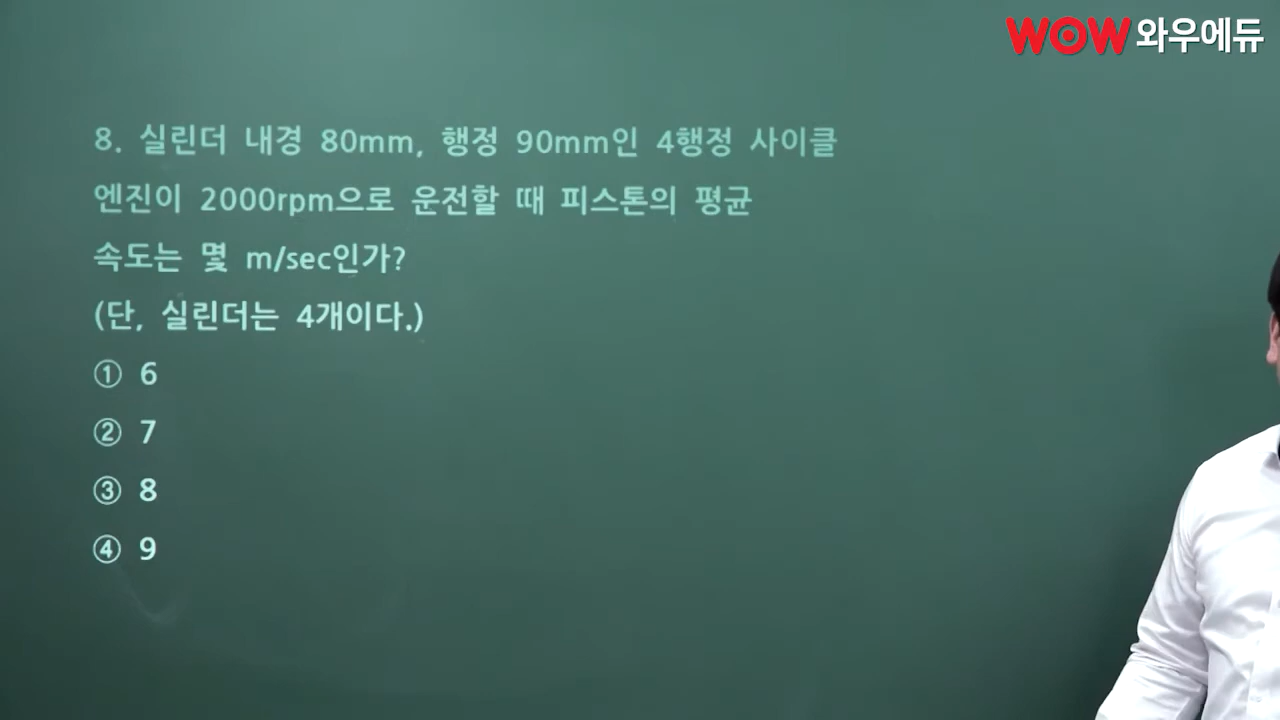 WOW와우에듀
8. 실린더 내경 80mm, 행정 90mm인 4행정 사이클
엔진이 2000rpm으로 운전할 때 피스톤의 평균
속도는 몇 m/sec인가?
(단, 실린더는 4개이다.)
① 6
② 7
③ 8
④ 9